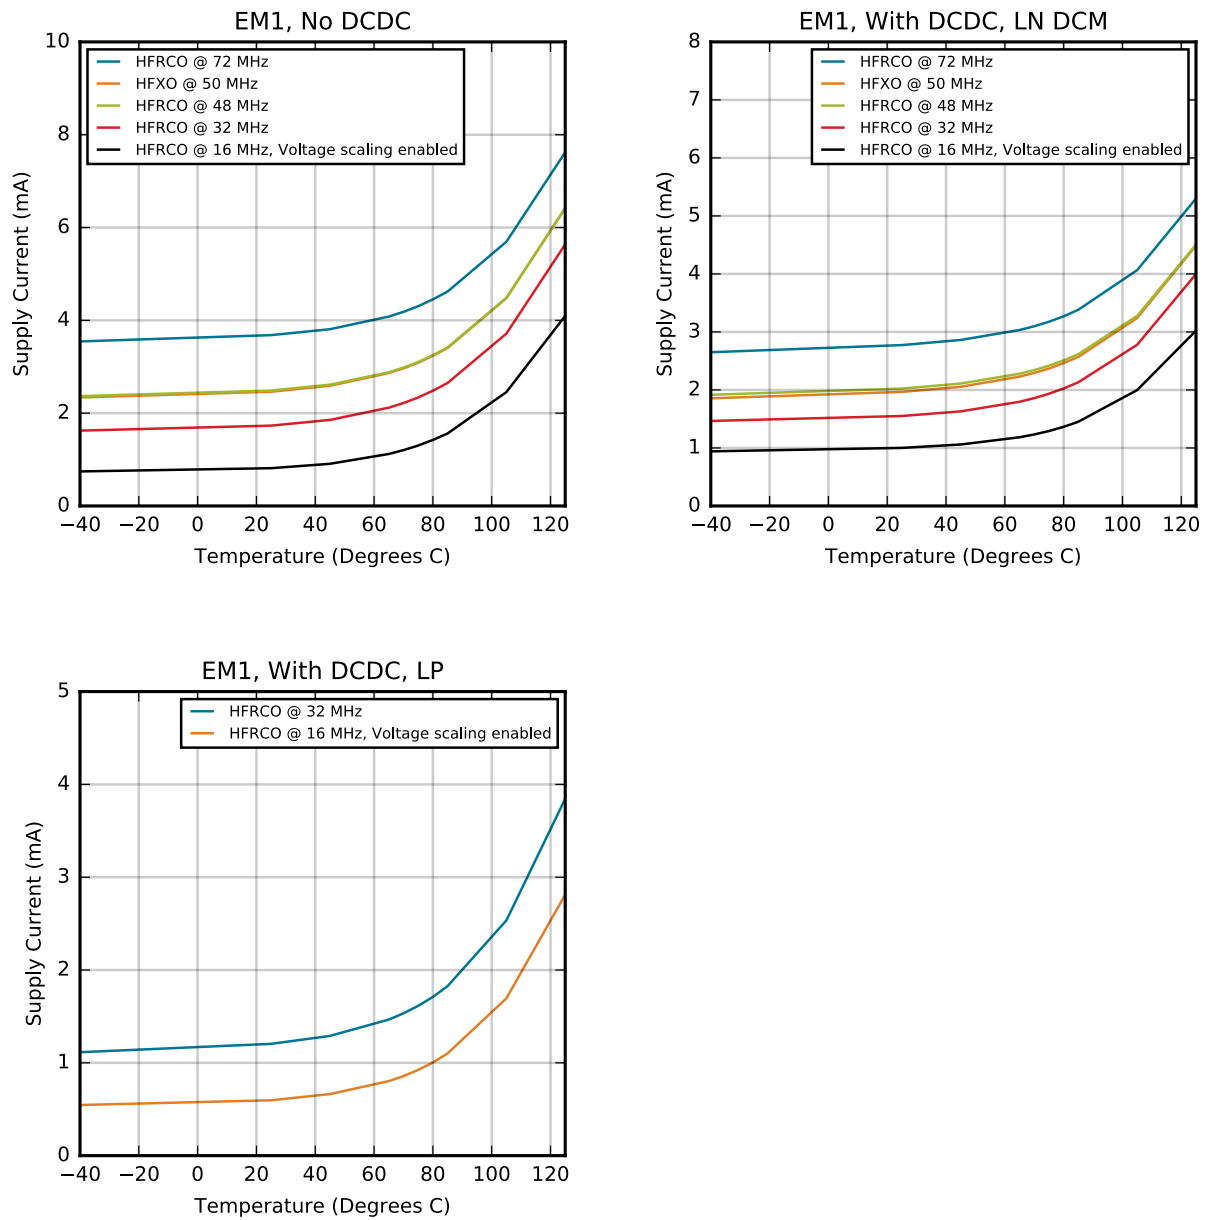 EM1, No DCDC
10
8
6
4
2
0
Supply Current (mA)
HFRCO @ 72 MHz
HFXO @ 50 MHz
HFRCO @ 48 MHz
HFRCO @ 32 MHz
HFRCO @ 16 MHz, Voltage scaling enabled
−40 −20 0 20 40 60 80 100 120
Temperature (Degrees C)
EM1, With DCDC, LN DCM
8
7
6
5
4
3
2
1
0
Supply Current (mA)
HFRCO @ 72 MHz
HFXO @ 50 MHz
HFRCO @ 48 MHz
HFRCO @ 32 MHz
HFRCO @ 16 MHz, Voltage scaling enabled
−40 −20 0 20 40 60 80 100 120
Temperature (Degrees C)
EM1, With DCDC, LP
5
4
3
2
1
0
Supply Current (mA)
HFRCO @ 32 MHz
HFRCO @ 16 MHz, Voltage scaling enabled
−40 −20 0 20 40 60 80 100 120
Temperature (Degrees C)